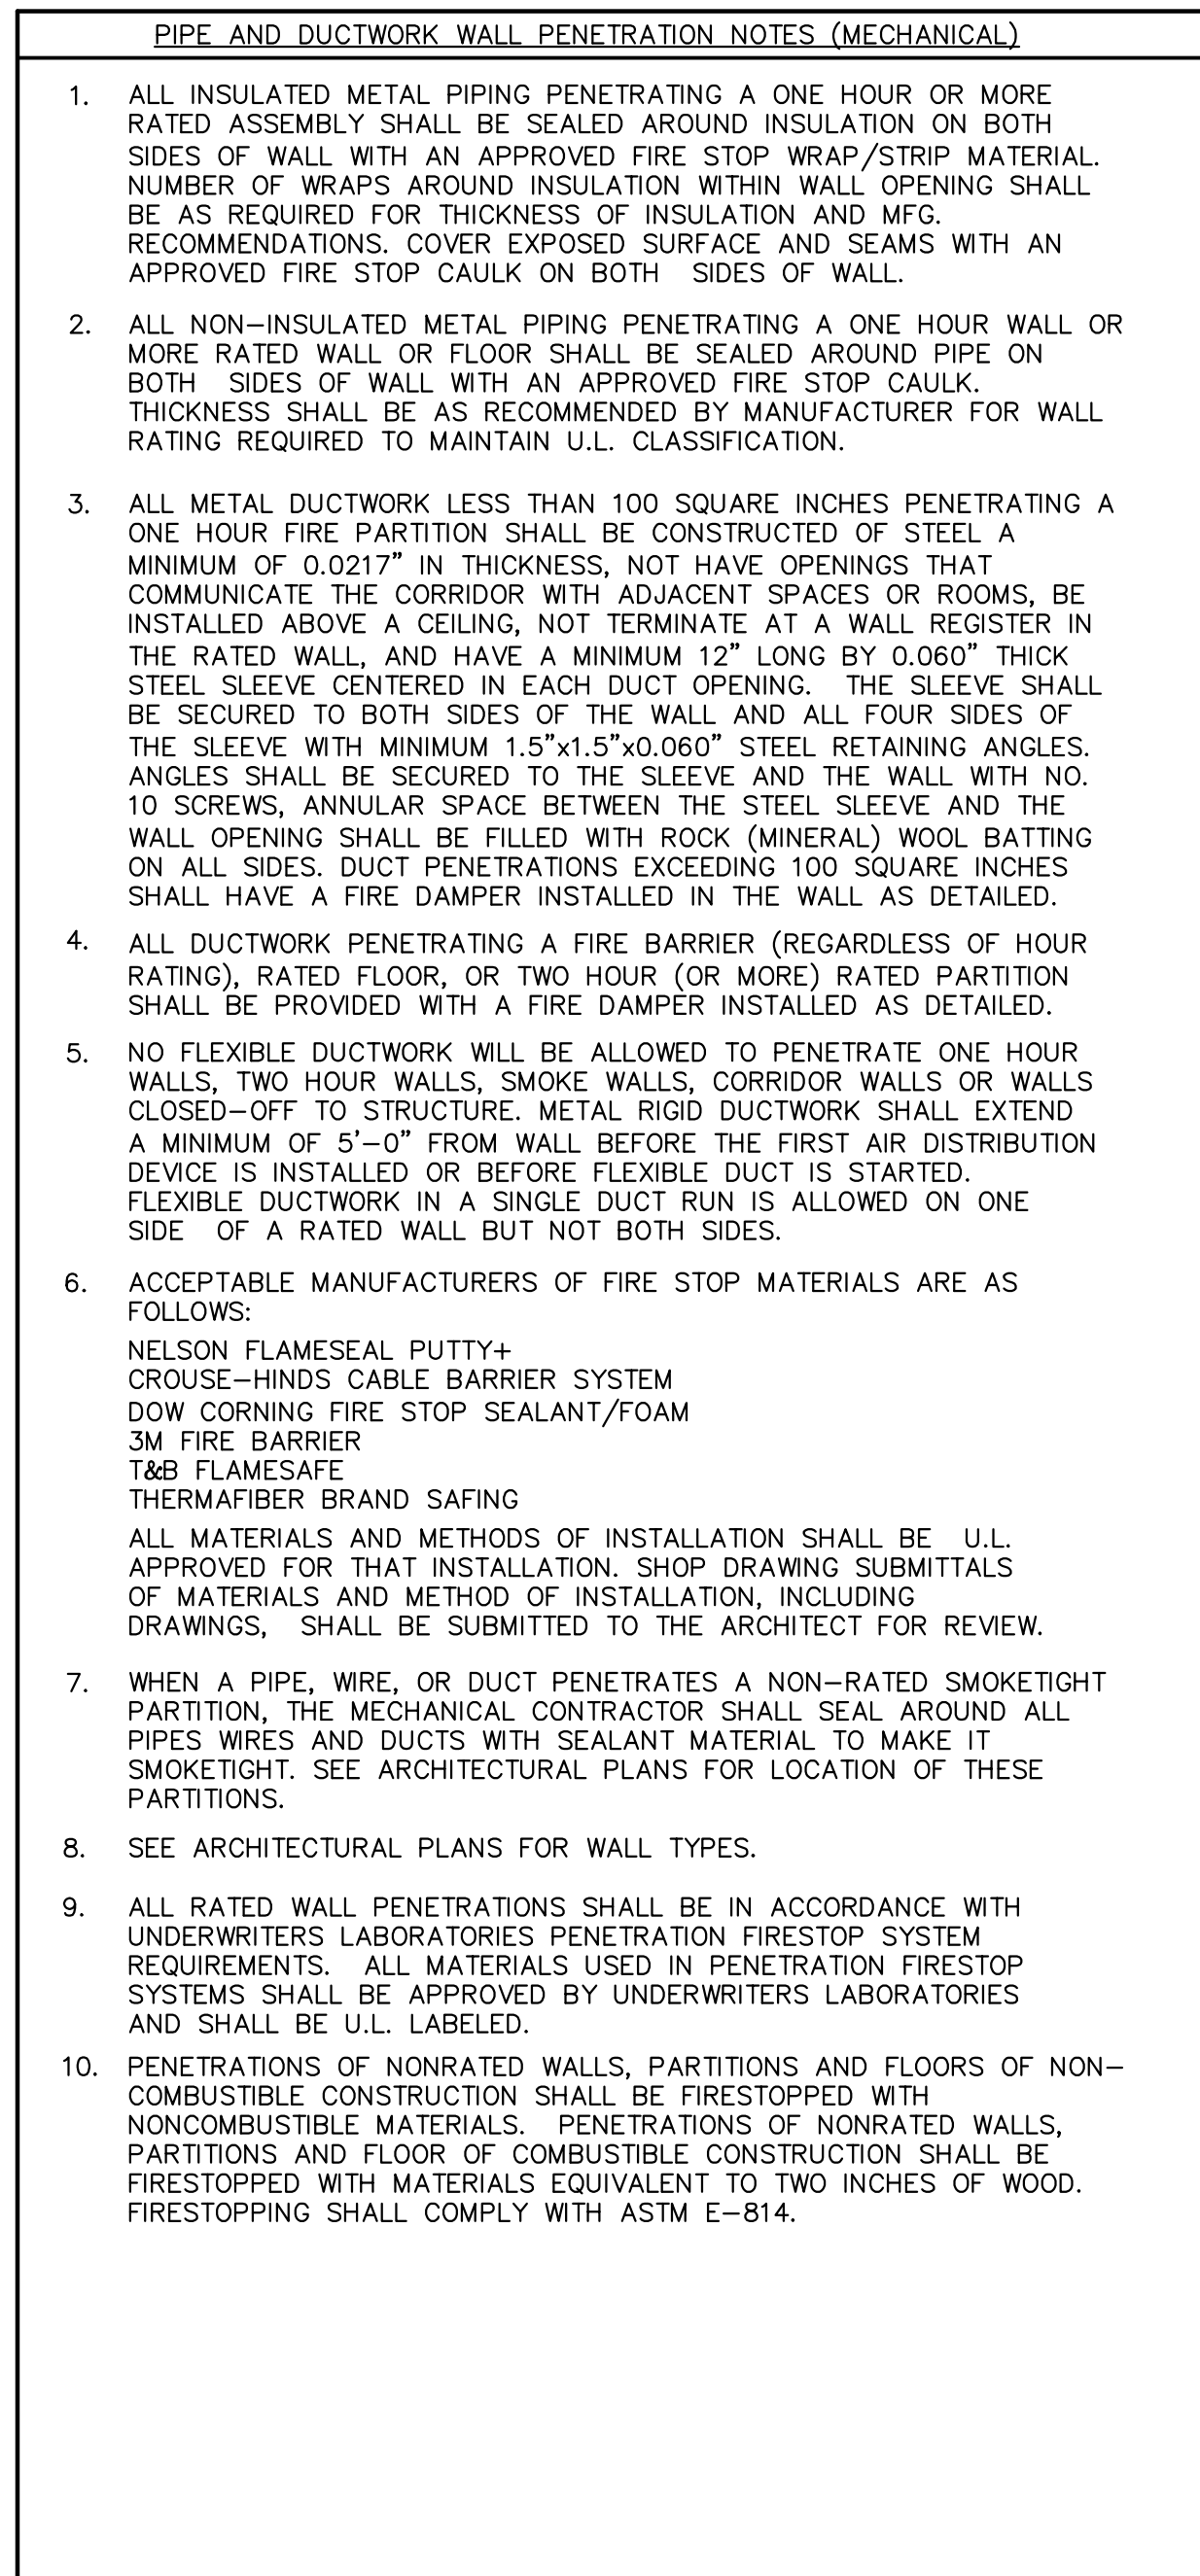 PIPE AND DUCTWORK WALL PENETRATION NOTES (MECHANICAL)
1. ALL INSULATED METAL PIPING PENETRATING A ONE HOUR OR MORE
RATED ASSEMBLY SHALL BE SEALED AROUND INSULATION ON BOTH
SIDES OF WALL WITH AN APPROVED FIRE STOP WRAP/STRIP MATERIAL.
NUMBER OF WRAPS AROUND INSULATION WITHIN WALL OPENING SHALL
BE AS REQUIRED FOR THICKNESS OF INSULATION AND MFG.
RECOMMENDATIONS. COVER EXPOSED SURFACE AND SEAMS WITH AN
APPROVED FIRE STOP CAULK ON BOTH  SIDES OF WALL.
2. ALL NON-INSULATED METAL PIPING PENETRATING A ONE HOUR WALL OR
MORE RATED WALL OR FLOOR SHALL BE SEALED AROUND PIPE ON
BOTH  SIDES OF WALL WITH AN APPROVED FIRE STOP CAULK.
THICKNESS SHALL BE AS RECOMMENDED BY MANUFACTURER FOR WALL
RATING REQUIRED TO MAINTAIN U.L. CLASSIFICATION.
3. ALL METAL DUCTWORK LESS THAN 100 SQUARE INCHES PENETRATING A
ONE HOUR FIRE PARTITION SHALL BE CONSTRUCTED OF STEEL A
MINIMUM OF 0.0217" IN THICKNESS, NOT HAVE OPENINGS THAT
COMMUNICATE THE CORRIDOR WITH ADJACENT SPACES OR ROOMS, BE
INSTALLED ABOVE A CEILING, NOT TERMINATE AT A WALL REGISTER IN
THE RATED WALL, AND HAVE A MINIMUM 12" LONG BY 0.060" THICK
STEEL SLEEVE CENTERED IN EACH DUCT OPENING.  THE SLEEVE SHALL
BE SECURED TO BOTH SIDES OF THE WALL AND ALL FOUR SIDES OF
THE SLEEVE WITH MINIMUM 1.5"x1.5"x0.060" STEEL RETAINING ANGLES.
ANGLES SHALL BE SECURED TO THE SLEEVE AND THE WALL WITH NO.
10 SCREWS, ANNULAR SPACE BETWEEN THE STEEL SLEEVE AND THE
WALL OPENING SHALL BE FILLED WITH ROCK (MINERAL) WOOL BATTING
ON ALL SIDES. DUCT PENETRATIONS EXCEEDING 100 SQUARE INCHES
SHALL HAVE A FIRE DAMPER INSTALLED IN THE WALL AS DETAILED.
4. ALL DUCTWORK PENETRATING A FIRE BARRIER (REGARDLESS OF HOUR
RATING), RATED FLOOR, OR TWO HOUR (OR MORE) RATED PARTITION
SHALL BE PROVIDED WITH A FIRE DAMPER INSTALLED AS DETAILED.
5. NO FLEXIBLE DUCTWORK WILL BE ALLOWED TO PENETRATE ONE HOUR
WALLS, TWO HOUR WALLS, SMOKE WALLS, CORRIDOR WALLS OR WALLS
CLOSED-OFF TO STRUCTURE. METAL RIGID DUCTWORK SHALL EXTEND
A MINIMUM OF 5'-0" FROM WALL BEFORE THE FIRST AIR DISTRIBUTION
DEVICE IS INSTALLED OR BEFORE FLEXIBLE DUCT IS STARTED.
FLEXIBLE DUCTWORK IN A SINGLE DUCT RUN IS ALLOWED ON ONE
SIDE  OF A RATED WALL BUT NOT BOTH SIDES.
6. ACCEPTABLE MANUFACTURERS OF FIRE STOP MATERIALS ARE AS
FOLLOWS:
NELSON FLAMESEAL PUTTY+
CROUSE-HINDS CABLE BARRIER SYSTEM
DOW CORNING FIRE STOP SEALANT/FOAM
3M FIRE BARRIER
T&B FLAMESAFE
THERMAFIBER BRAND SAFING
ALL MATERIALS AND METHODS OF INSTALLATION SHALL BE  U.L.
APPROVED FOR THAT INSTALLATION. SHOP DRAWING SUBMITTALS
OF MATERIALS AND METHOD OF INSTALLATION, INCLUDING
DRAWINGS,  SHALL BE SUBMITTED TO THE ARCHITECT FOR REVIEW.
7. WHEN A PIPE, WIRE, OR DUCT PENETRATES A NON-RATED SMOKETIGHT
PARTITION, THE MECHANICAL CONTRACTOR SHALL SEAL AROUND ALL
PIPES WIRES AND DUCTS WITH SEALANT MATERIAL TO MAKE IT
SMOKETIGHT. SEE ARCHITECTURAL PLANS FOR LOCATION OF THESE
PARTITIONS.
8. SEE ARCHITECTURAL PLANS FOR WALL TYPES.
9. ALL RATED WALL PENETRATIONS SHALL BE IN ACCORDANCE WITH
UNDERWRITERS LABORATORIES PENETRATION FIRESTOP SYSTEM
REQUIREMENTS.  ALL MATERIALS USED IN PENETRATION FIRESTOP
SYSTEMS SHALL BE APPROVED BY UNDERWRITERS LABORATORIES
AND SHALL BE U.L. LABELED.
10. PENETRATIONS OF NONRATED WALLS, PARTITIONS AND FLOORS OF NON-
COMBUSTIBLE CONSTRUCTION SHALL BE FIRESTOPPED WITH
NONCOMBUSTIBLE MATERIALS.  PENETRATIONS OF NONRATED WALLS,
PARTITIONS AND FLOOR OF COMBUSTIBLE CONSTRUCTION SHALL BE
FIRESTOPPED WITH MATERIALS EQUIVALENT TO TWO INCHES OF WOOD.
FIRESTOPPING SHALL COMPLY WITH ASTM E-814.